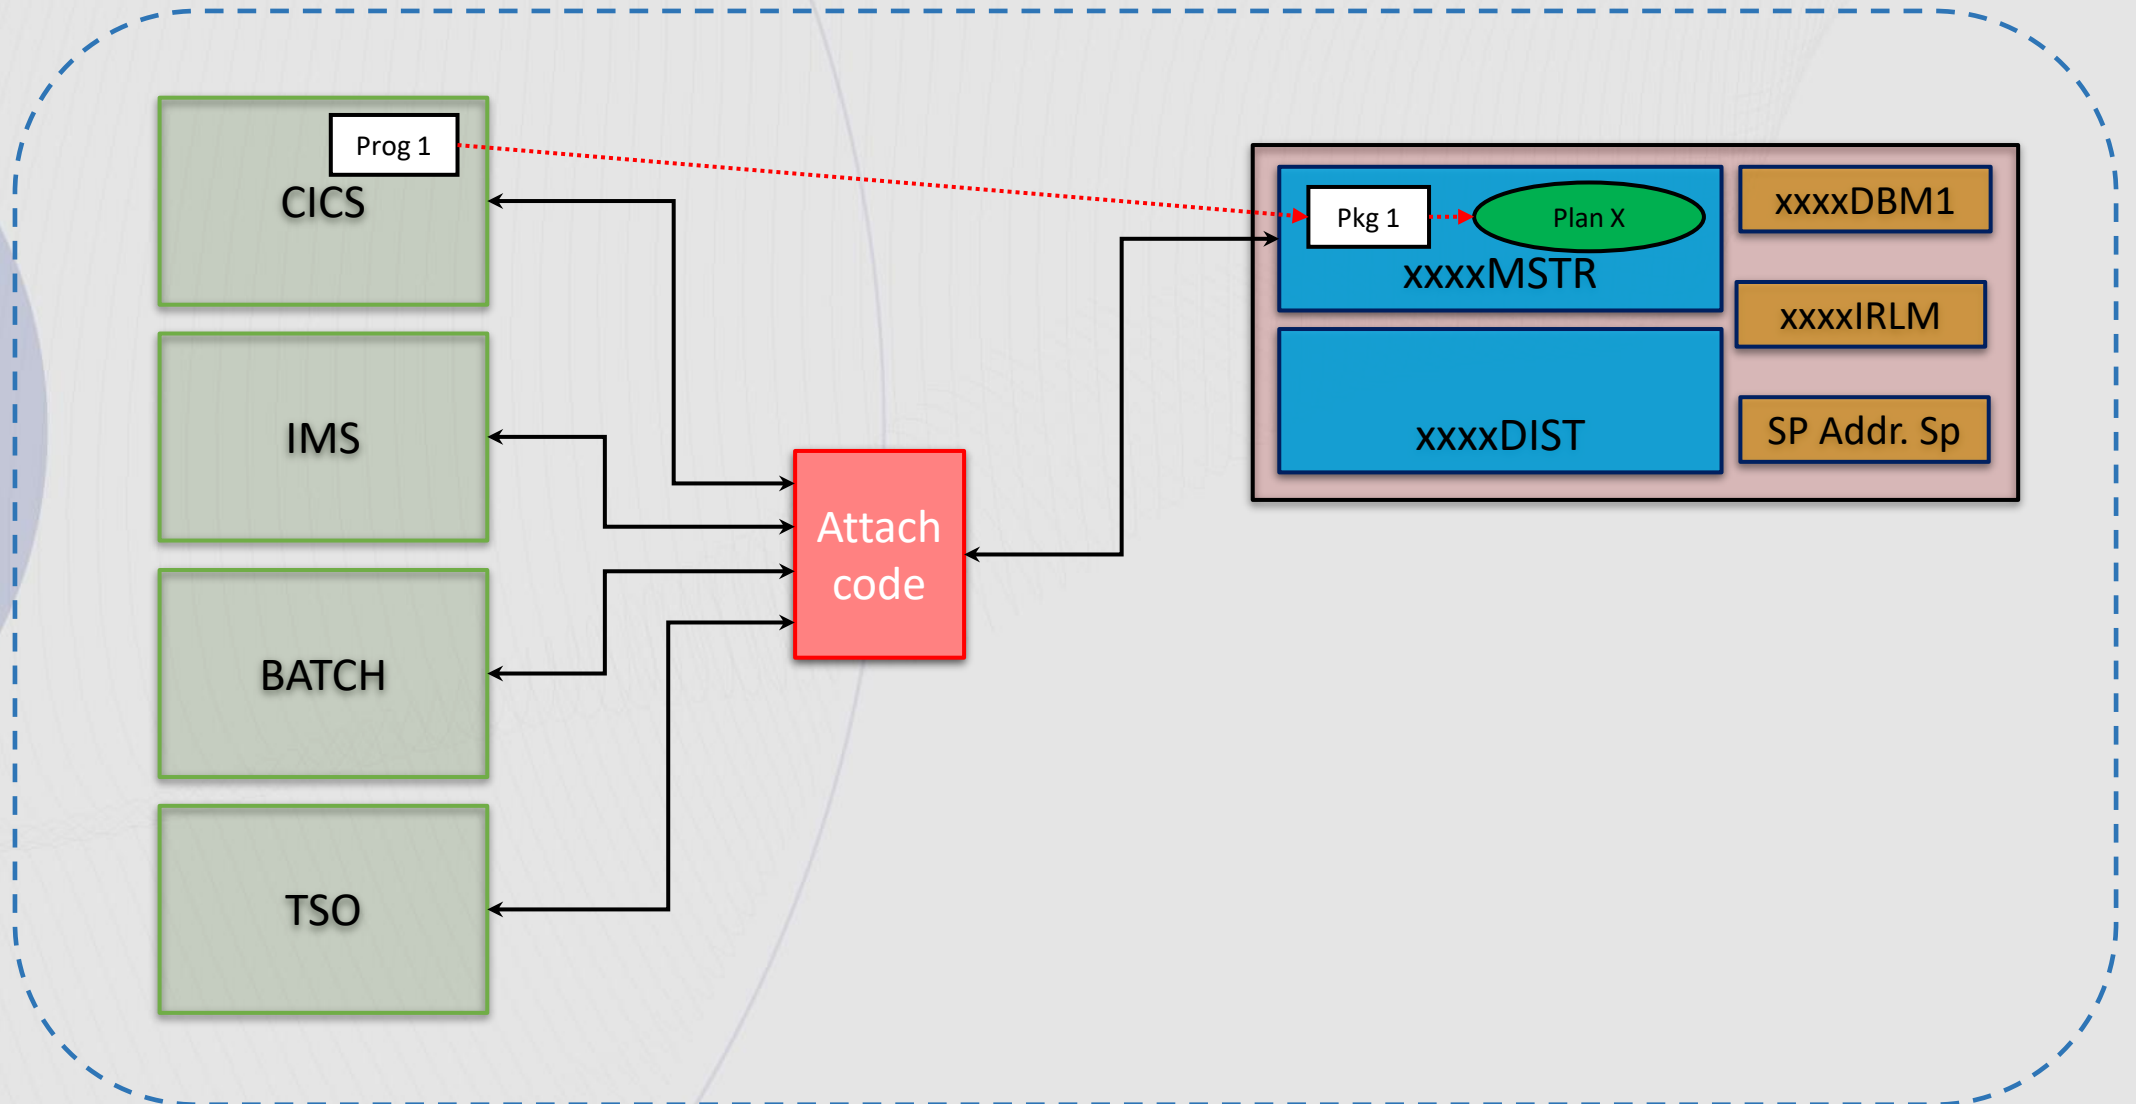 Prog 1
CICS
IMS
BATCH
TSO
Attach
code
Pkg 1
Plan X
xxxxMSTR
xxxxDIST
xxxxDBM1
xxxxIRLM
SP Addr. Sp